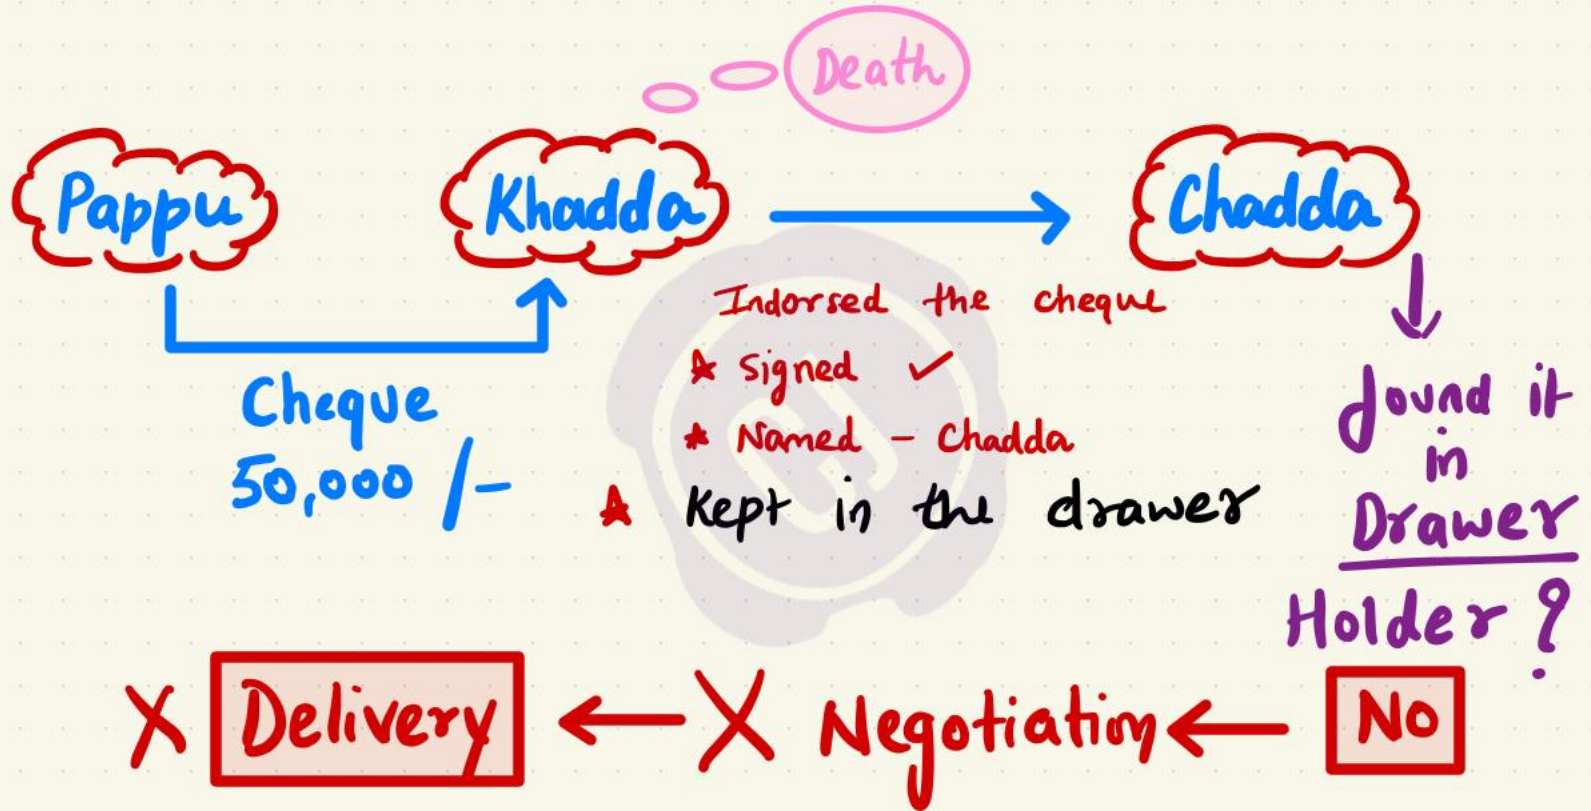 Death
Pappu
Khadda
Chadda
Cheque
50,000 /-
Indorsed the cheque
★ Signed ✓
★ Named – Chadda
★ Kept in the drawer
found it
in
Drawer
Holder ?
X Delivery ← X Negotiation ← NO